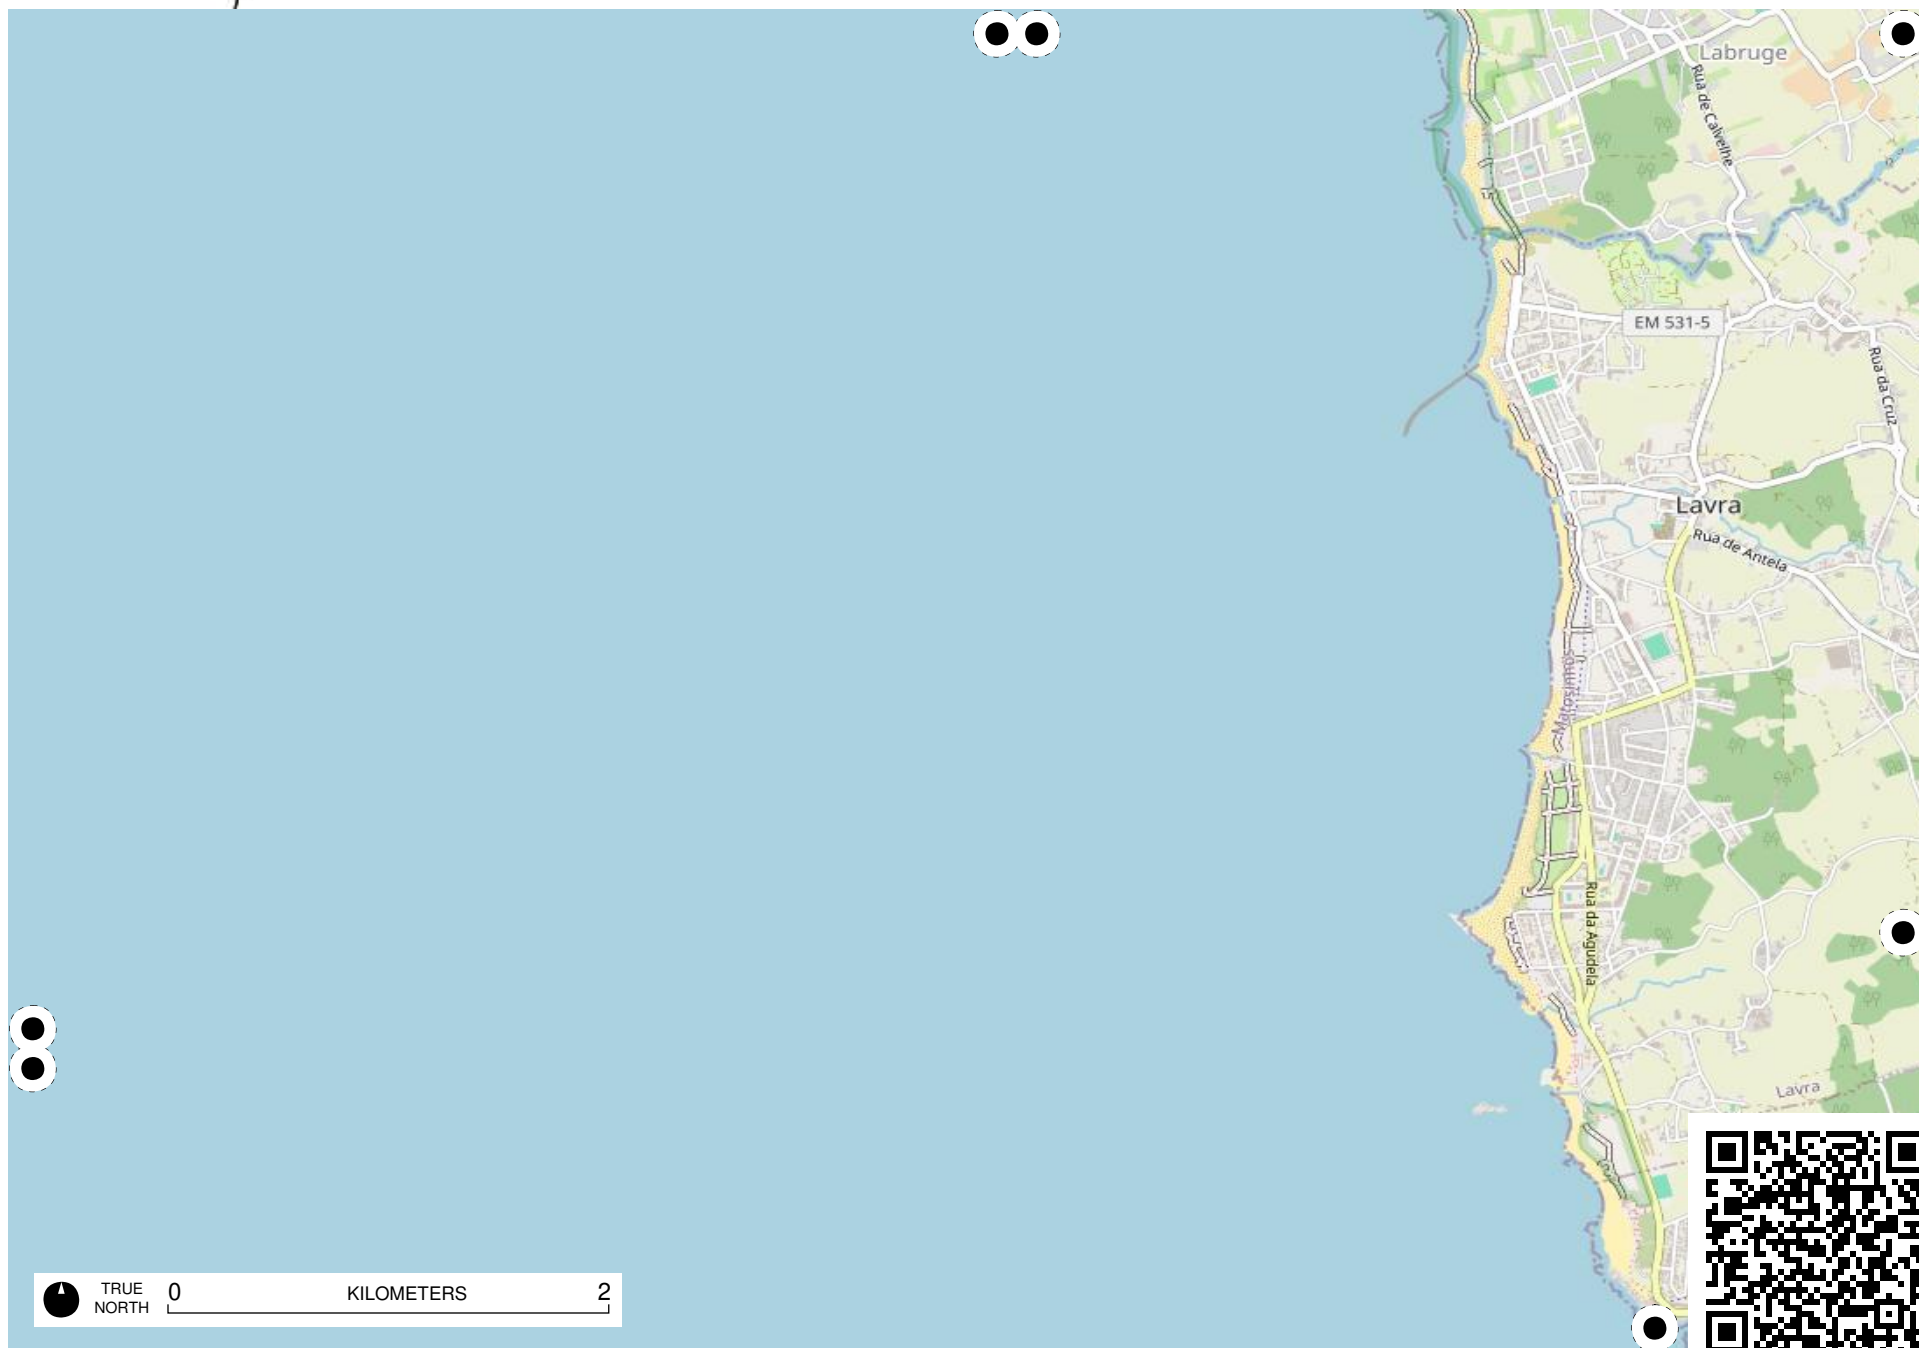 Labruge
Rua de Calvelhe
EM 531-5
Rua da Cruz
Lavra
Rua de Antela
Matosinhos
Rua da Agudela
Lavra
TRUE NORTH
0 KILOMETERS 2